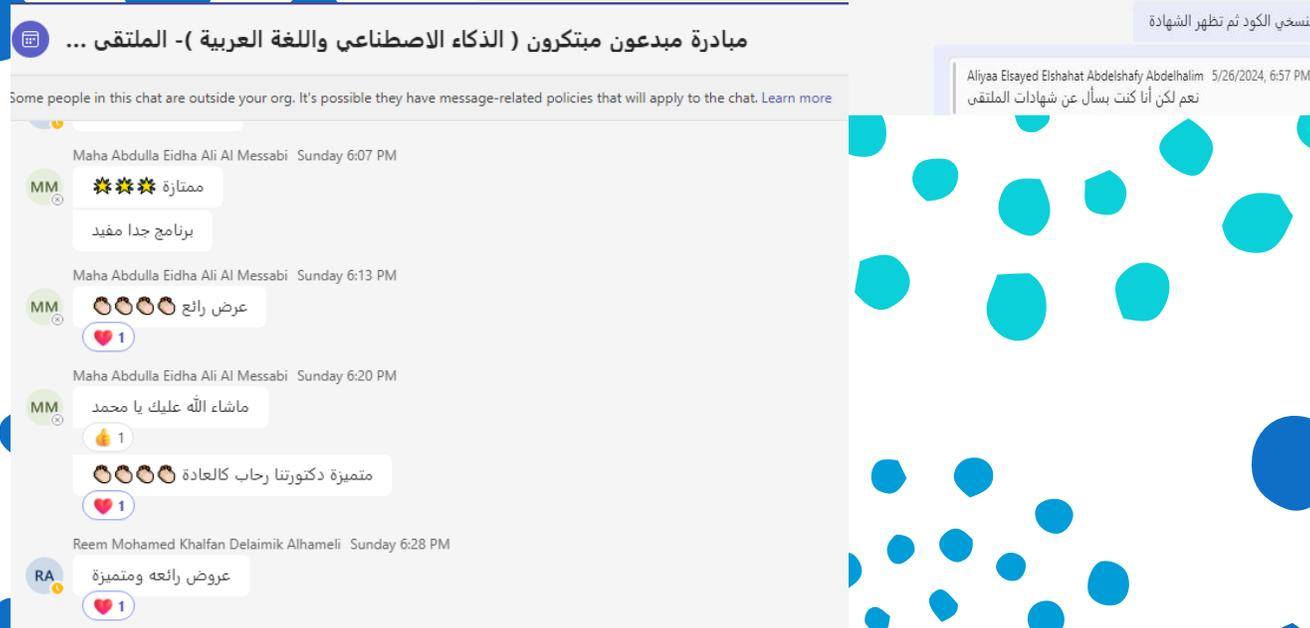 مبادرة مبدعون مبتكرون ( الذكاء الاصطناعي واللغة العربية )- الملتقى ...
Some people in this chat are outside your org. It's possible they have message-related policies that will apply to the chat. Learn more
Maha Abdulla Eidha Ali Al Messabi Sunday 6:07 PM
MM
ممتازة 🌟🌟🌟
برنامج جدا مفيد
Maha Abdulla Eidha Ali Al Messabi Sunday 6:13 PM
MM
عرض رائع 👏🏻👏🏻👏🏻👏🏻
❤️ 1
Maha Abdulla Eidha Ali Al Messabi Sunday 6:20 PM
MM
ماشاء الله عليك يا محمد
👍 1
متميزة دكتورتنا رحاب كالعادة 👏🏻👏🏻👏🏻👏🏻
❤️ 1
Reem Mohamed Khalfan Delaimik Alhameli Sunday 6:28 PM
RA
عروض رائعه ومتميزة
❤️ 1
الكود ثم تظهر الشهادة
Aliyaa Elsayed Elshahat Abdelshafy Abdelhalim 5/26/2024, 6:57 PM
نعم لكن أنا كنت بسأل عن شهادات الملتقى